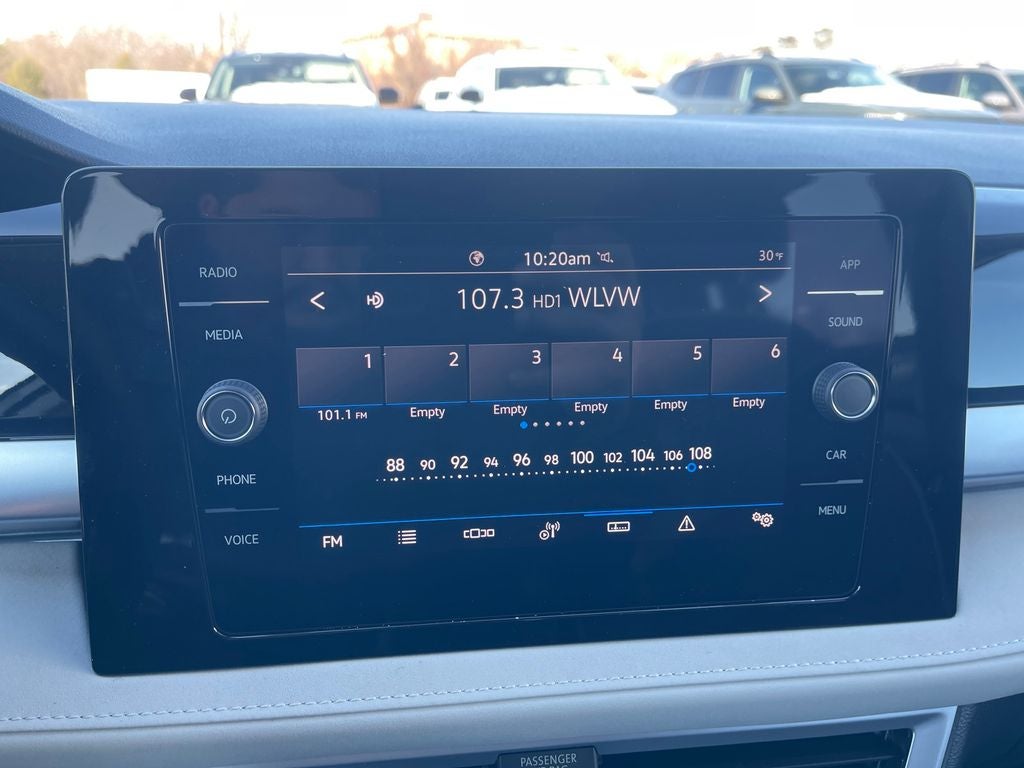 10:20am 30°F
RADIO
MEDIA
PHONE
VOICE
HD 107.3 HD1 WLVW
1 2 3 4 5 6
101.1 FM Empty Empty Empty Empty Empty
88 90 92 94 96 98 100 102 104 106 108
FM
APP
SOUND
CAR
MENU
PASSENGER